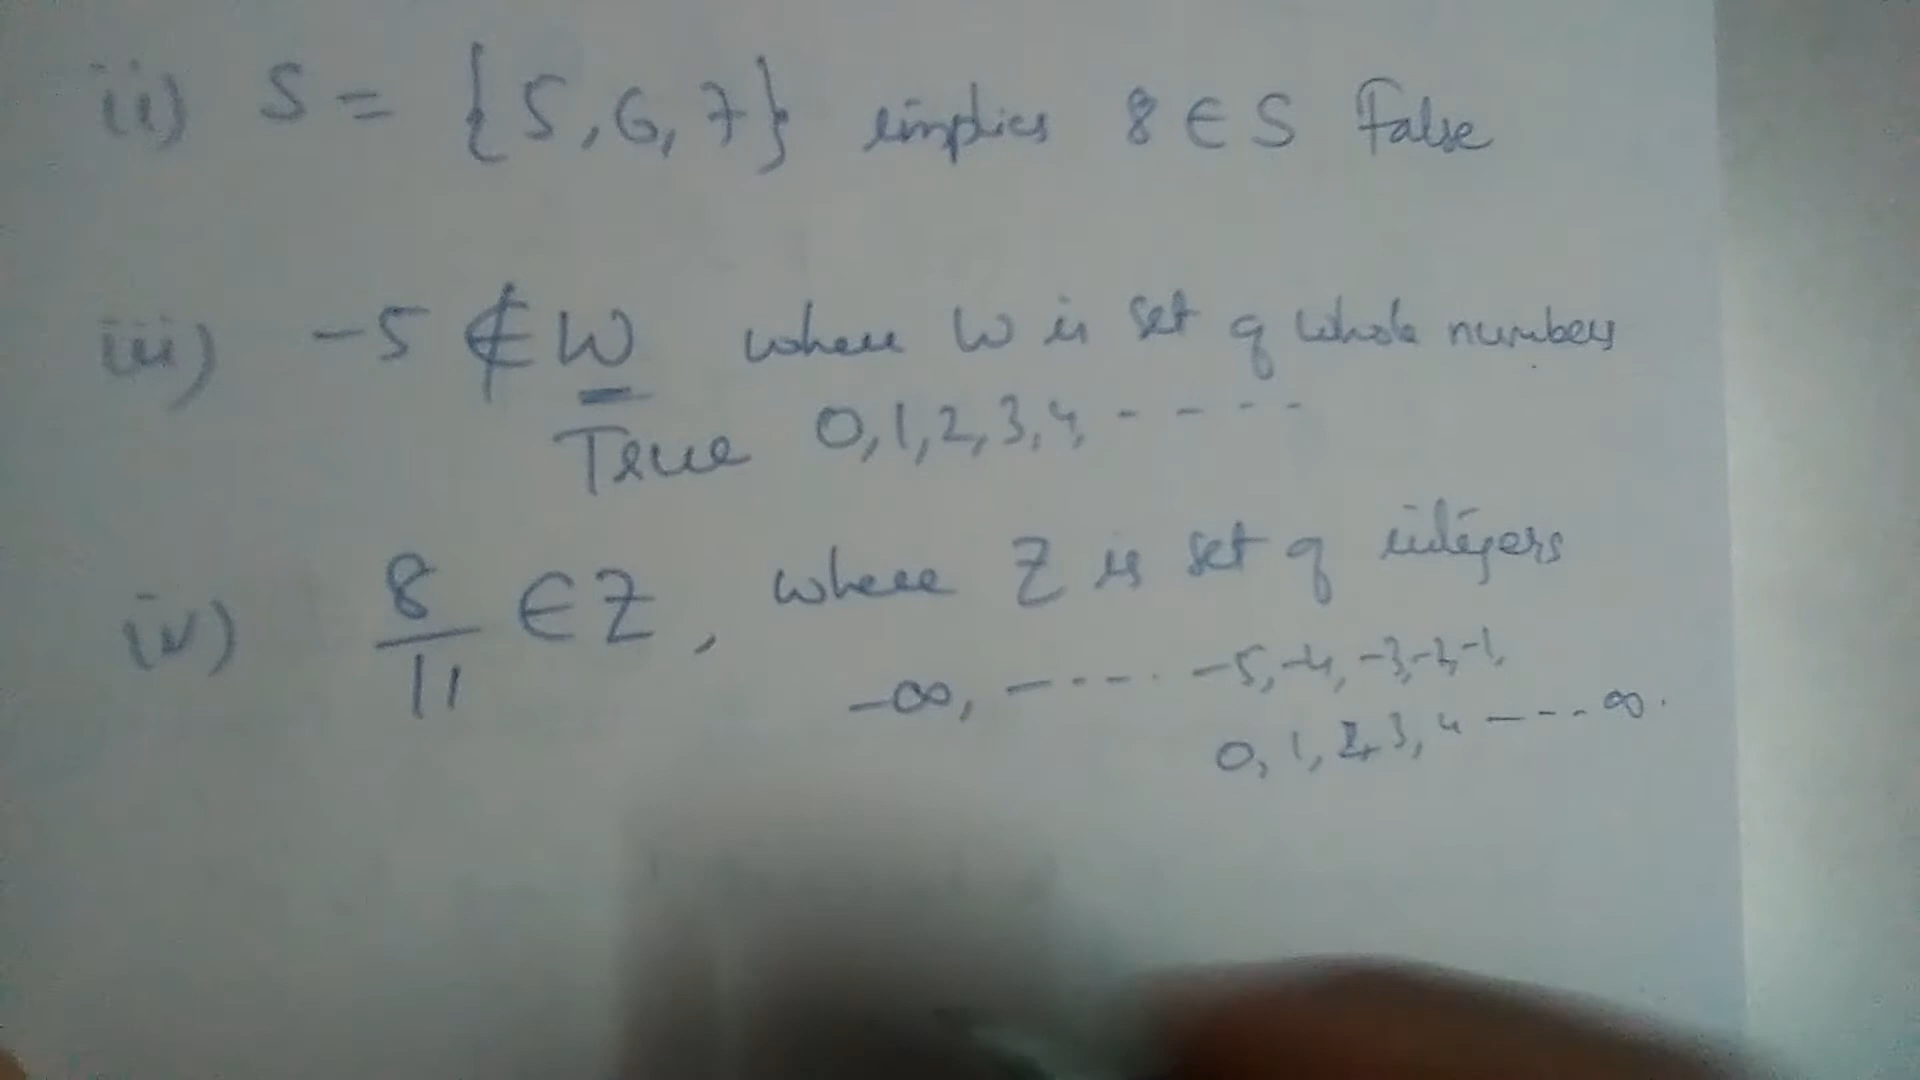 ii) S = {5, 6, 7} implies 8 ∈ S False
iii) -5 ∉ W where W is set of whole numbers
True 0, 1, 2, 3, 4, - - - -
iv) 8/11 ∈ Z, where Z is set of integers
-∞, - - - - . -5, -4, -3, -2, -1,
0, 1, 2, 3, 4 - - - .. ∞.